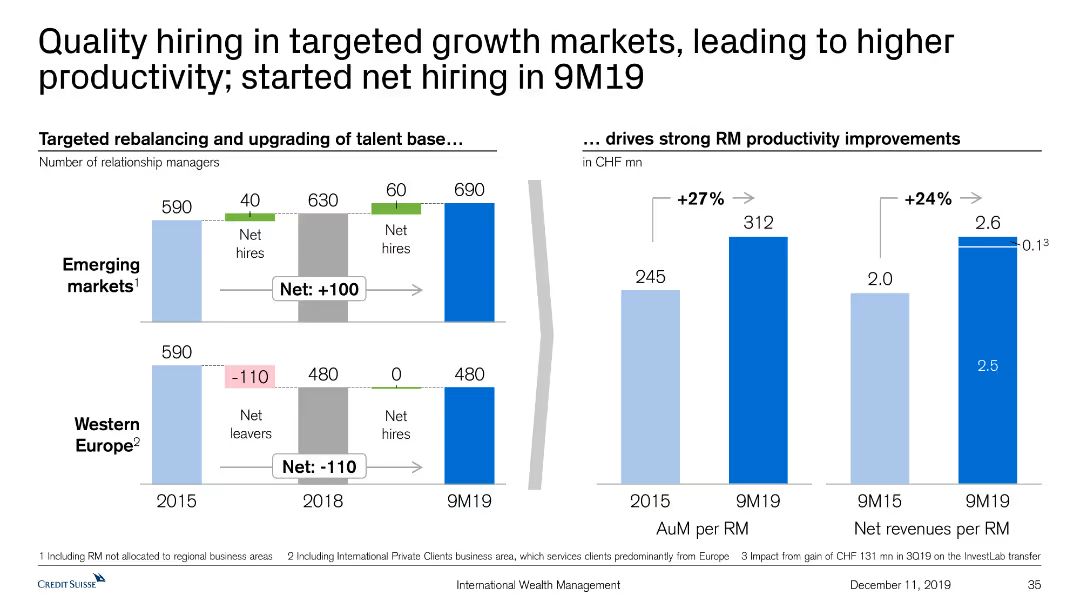 Quality hiring in targeted growth markets, leading to higher
productivity; started net hiring in 9M19
Targeted rebalancing and upgrading of talent base…
Number of relationship managers
Emerging
markets1
590
40
Net
hires
630
60
Net
hires
690
Net: +100
Western
Europe2
590
-110
Net
leavers
480
0
Net
hires
480
Net: -110
2015
2018
9M19
… drives strong RM productivity improvements
in CHF mn
+27%
245
312
2015
9M19
AuM per RM
+24%
2.0
2.6
0.13
2.5
9M15
9M19
Net revenues per RM
1 Including RM not allocated to regional business areas 2 Including International Private Clients business area, which services clients predominantly from Europe 3 Impact from gain of CHF 131 mn in 3Q19 on the InvestLab transfer
CREDIT SUISSE
International Wealth Management
December 11, 2019
35